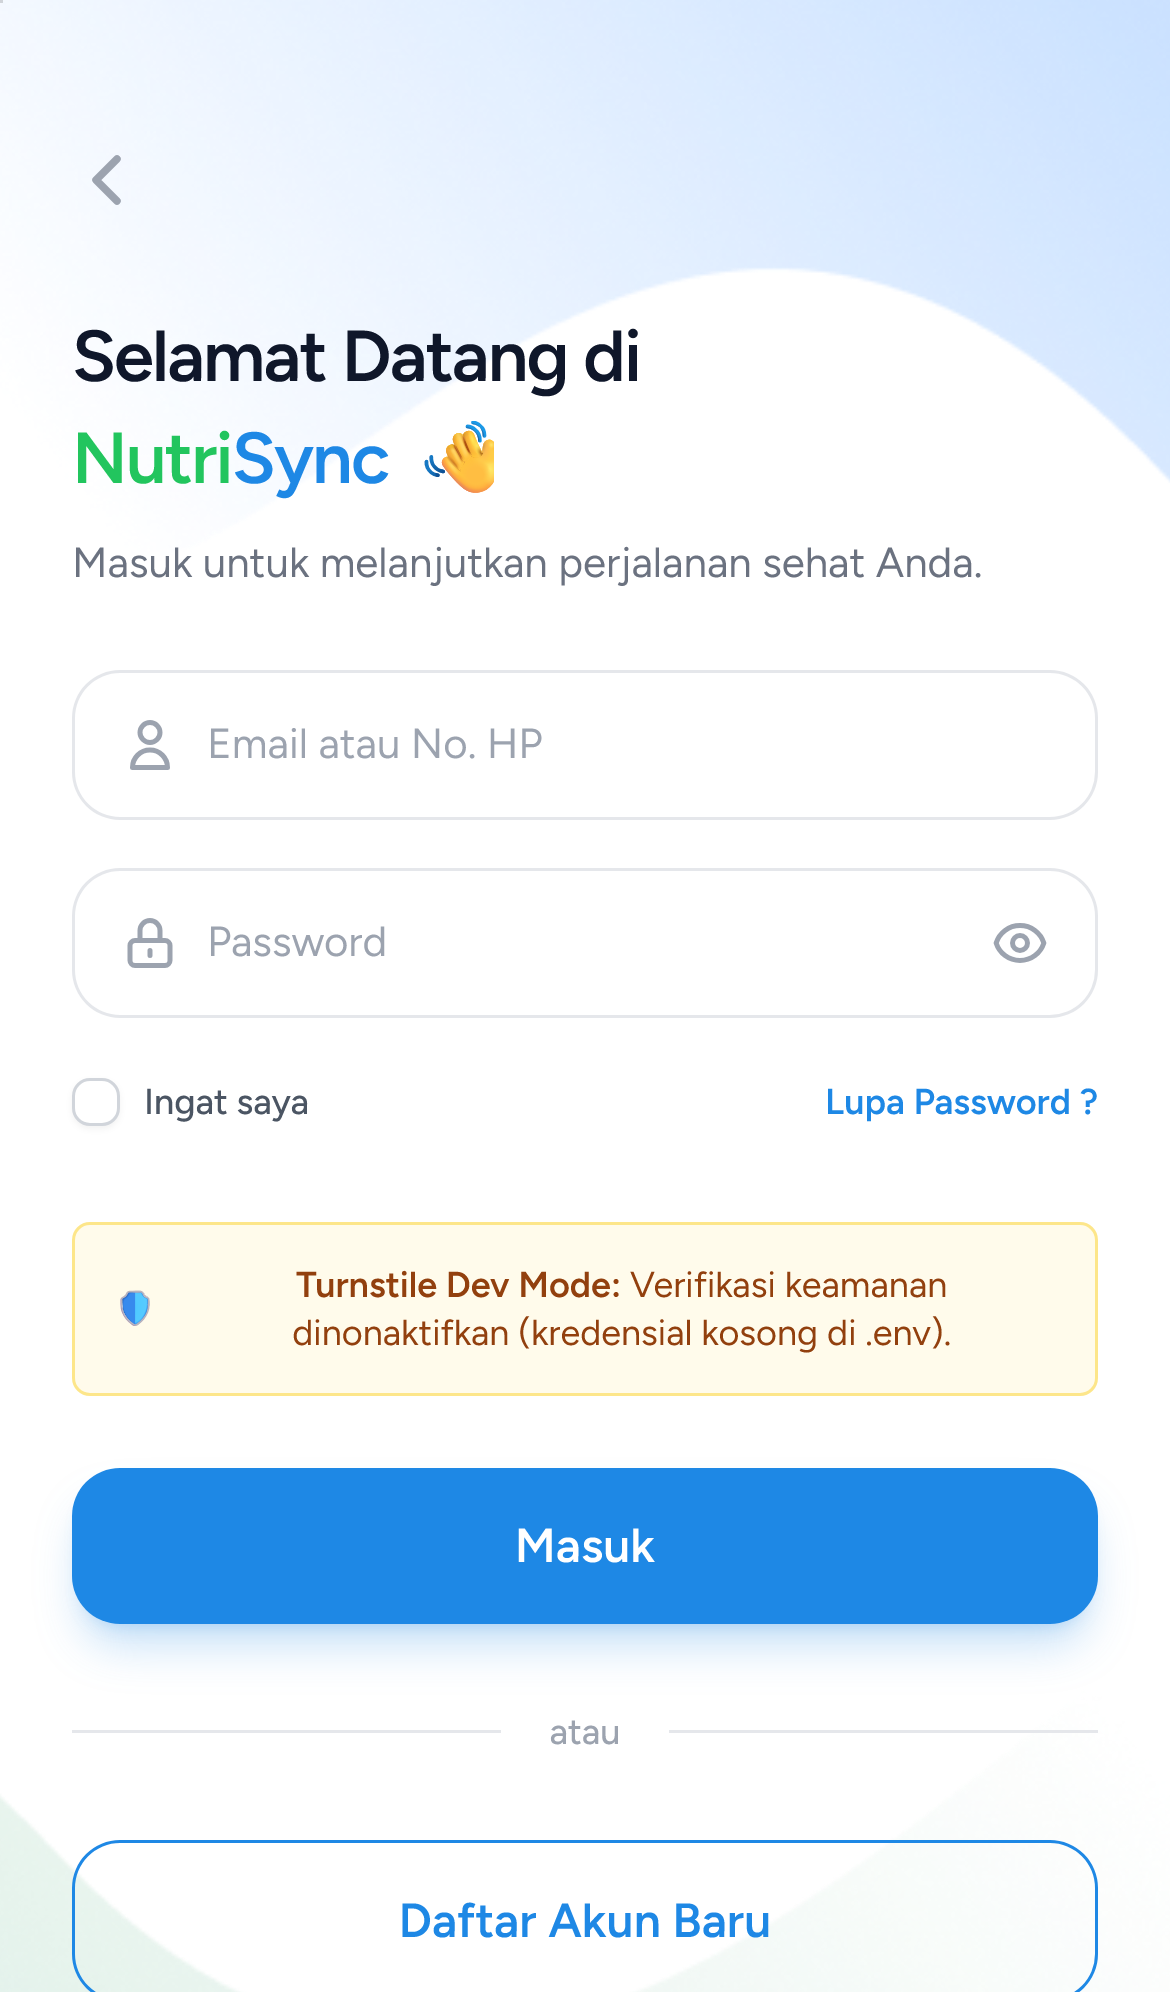 Selamat Datang di
NutriSync 👋
Masuk untuk melanjutkan perjalanan sehat Anda.
Email atau No. HP
Password
Ingat saya
Lupa Password ?
Turnstile Dev Mode: Verifikasi keamanan
dinonaktifkan (kredensial kosong di .env).
Masuk
atau
Daftar Akun Baru